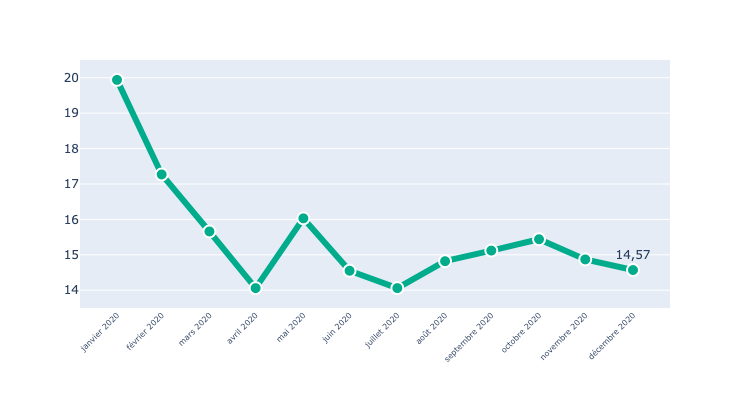 20
19
18
17
16
15
14
14,57
janvier 2020
février 2020
mars 2020
avril 2020
mai 2020
juin 2020
juillet 2020
août 2020
septembre 2020
octobre 2020
novembre 2020
décembre 2020